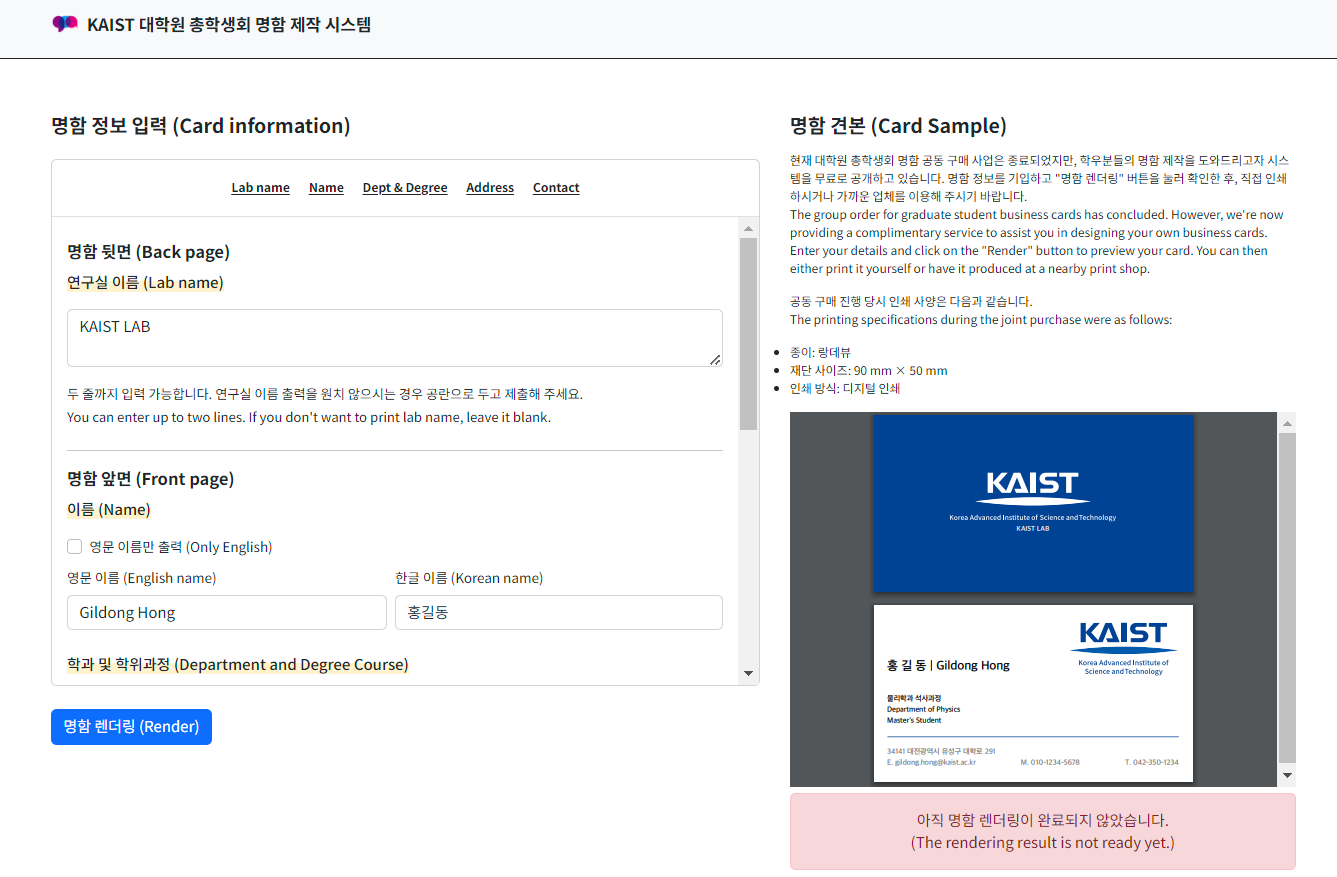 KAIST 대학원 총학생회 명함 제작 시스템
명함 정보 입력 (Card information)
Lab name Name Dept & Degree Address Contact
명함 뒷면 (Back page)
연구실 이름 (Lab name)
KAIST LAB
두 줄까지 입력 가능합니다. 연구실 이름 출력을 원치 않으시는 경우 공란으로 두고 제출해 주세요.
You can enter up to two lines. If you don't want to print lab name, leave it blank.
명함 앞면 (Front page)
이름 (Name)
영문 이름만 출력 (Only English)
영문 이름 (English name) 한글 이름 (Korean name)
Gildong Hong 홍길동
학과 및 학위과정 (Department and Degree Course)
명함 렌더링 (Render)
명함 견본 (Card Sample)
현재 대학원 총학생회 명함 공동 구매 사업은 종료되었지만, 학우분들의 명함 제작을 도와드리고자 시스
템을 무료로 공개하고 있습니다. 명함 정보를 기입하고 "명함 렌더링" 버튼을 눌러 확인한 후, 직접 인쇄
하시거나 가까운 업체를 이용해 주시기 바랍니다.
The group order for graduate student business cards has concluded. However, we're now
providing a complimentary service to assist you in designing your own business cards.
Enter your details and click on the "Render" button to preview your card. You can then
either print it yourself or have it produced at a nearby print shop.
공동 구매 진행 당시 인쇄 사양은 다음과 같습니다.
The printing specifications during the joint purchase were as follows:
종이: 랑데뷰
재단 사이즈: 90 mm × 50 mm
인쇄 방식: 디지털 인쇄
KAIST
Korea Advanced Institute of Science and Technology
KAIST LAB
KAIST
Korea Advanced Institute of
Science and Technology
홍 길 동 | Gildong Hong
물리학과 석사과정
Department of Physics
Master's Student
34141 대전광역시 유성구 대학로 291
E. gildong.hong@kaist.ac.kr M. 010-1234-5678 T. 042-350-1234
아직 명함 렌더링이 완료되지 않았습니다.
(The rendering result is not ready yet.)